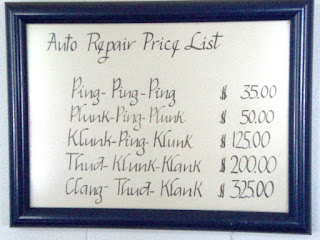 Auto Repair Price List
Ping-Ping-Ping $ 35.00
Plunk-Ping-Plunk $ 50.00
Klunk-Ping-Klunk $ 125.00
Thud-Klunk-Klank $ 200.00
Clang-Thud-Klank $ 325.00